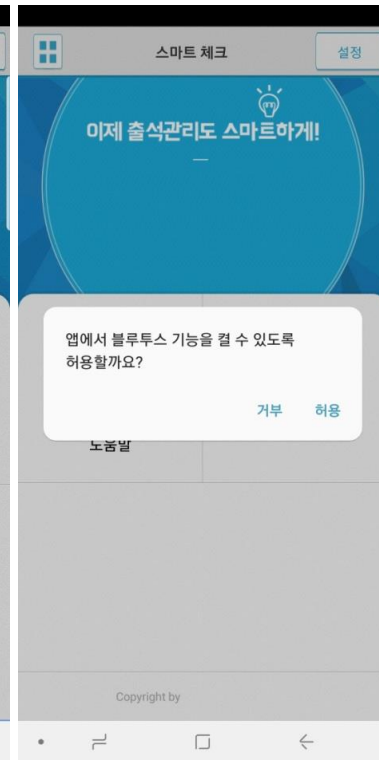 스마트 체크
설정
이제 출석관리도 스마트하게!
앱에서 블루투스 기능을 켤 수 있도록
허용할까요?
거부
허용
도움말
Copyright by